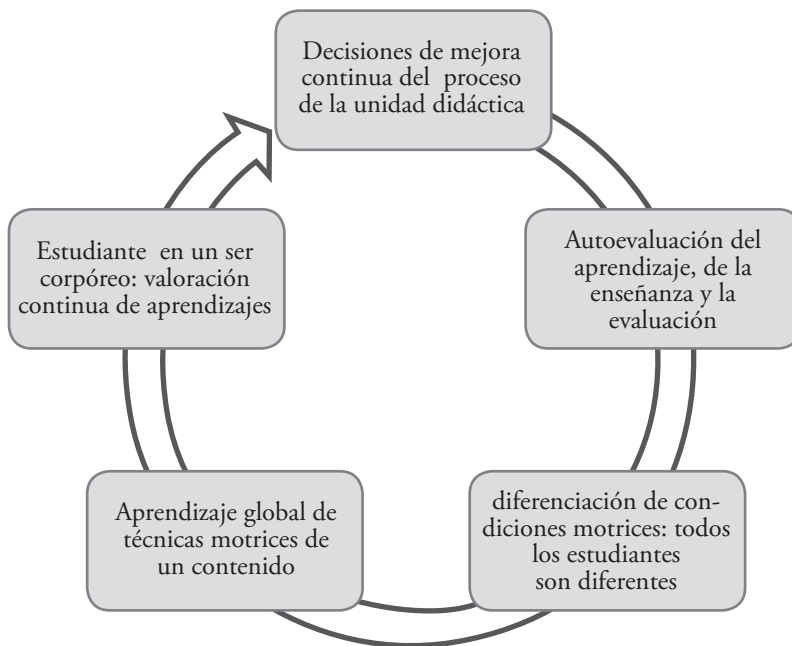 Decisiones de mejora
continua del proceso
de la unidad didáctica
Autoevaluación del
aprendizaje, de la
enseñanza y la
evaluación
diferenciación de con-
diciones motrices: todos
los estudiantes
son diferentes
Aprendizaje global de
técnicas motrices de
un contenido
Estudiante en un ser
corpóreo: valoración
continua de aprendizajes